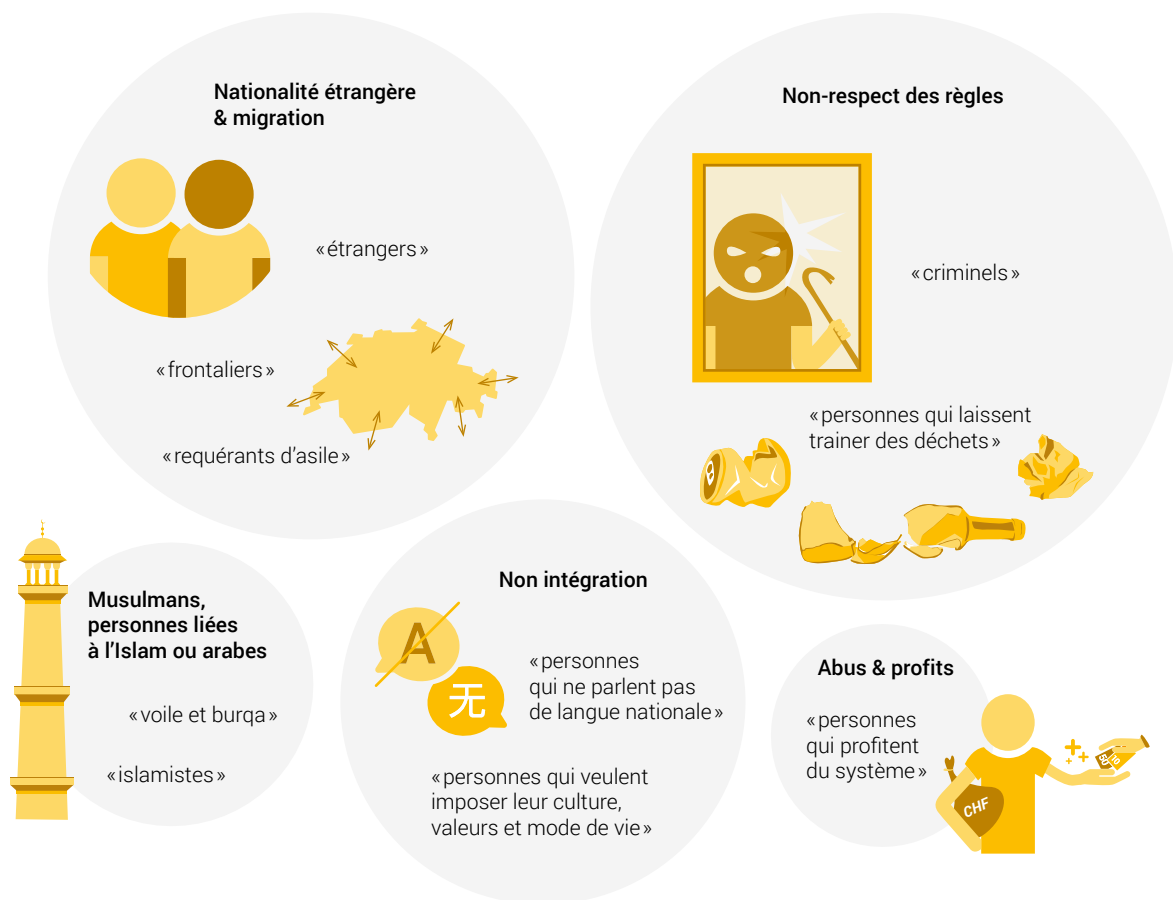 Nationalité étrangère
& migration
«étrangers»
«frontaliers»
«requérants d’asile»
Non-respect des règles
«criminels»
«personnes qui laissent
trainer des déchets»
Musulmans,
personnes liées
à l’Islam ou arabes
«voile et burqa»
«islamistes»
Non intégration
A
无
«personnes
qui ne parlent pas
de langue nationale»
«personnes qui veulent
imposer leur culture,
valeurs et mode de vie»
Abus & profits
«personnes
qui profitent
du système»
CHF